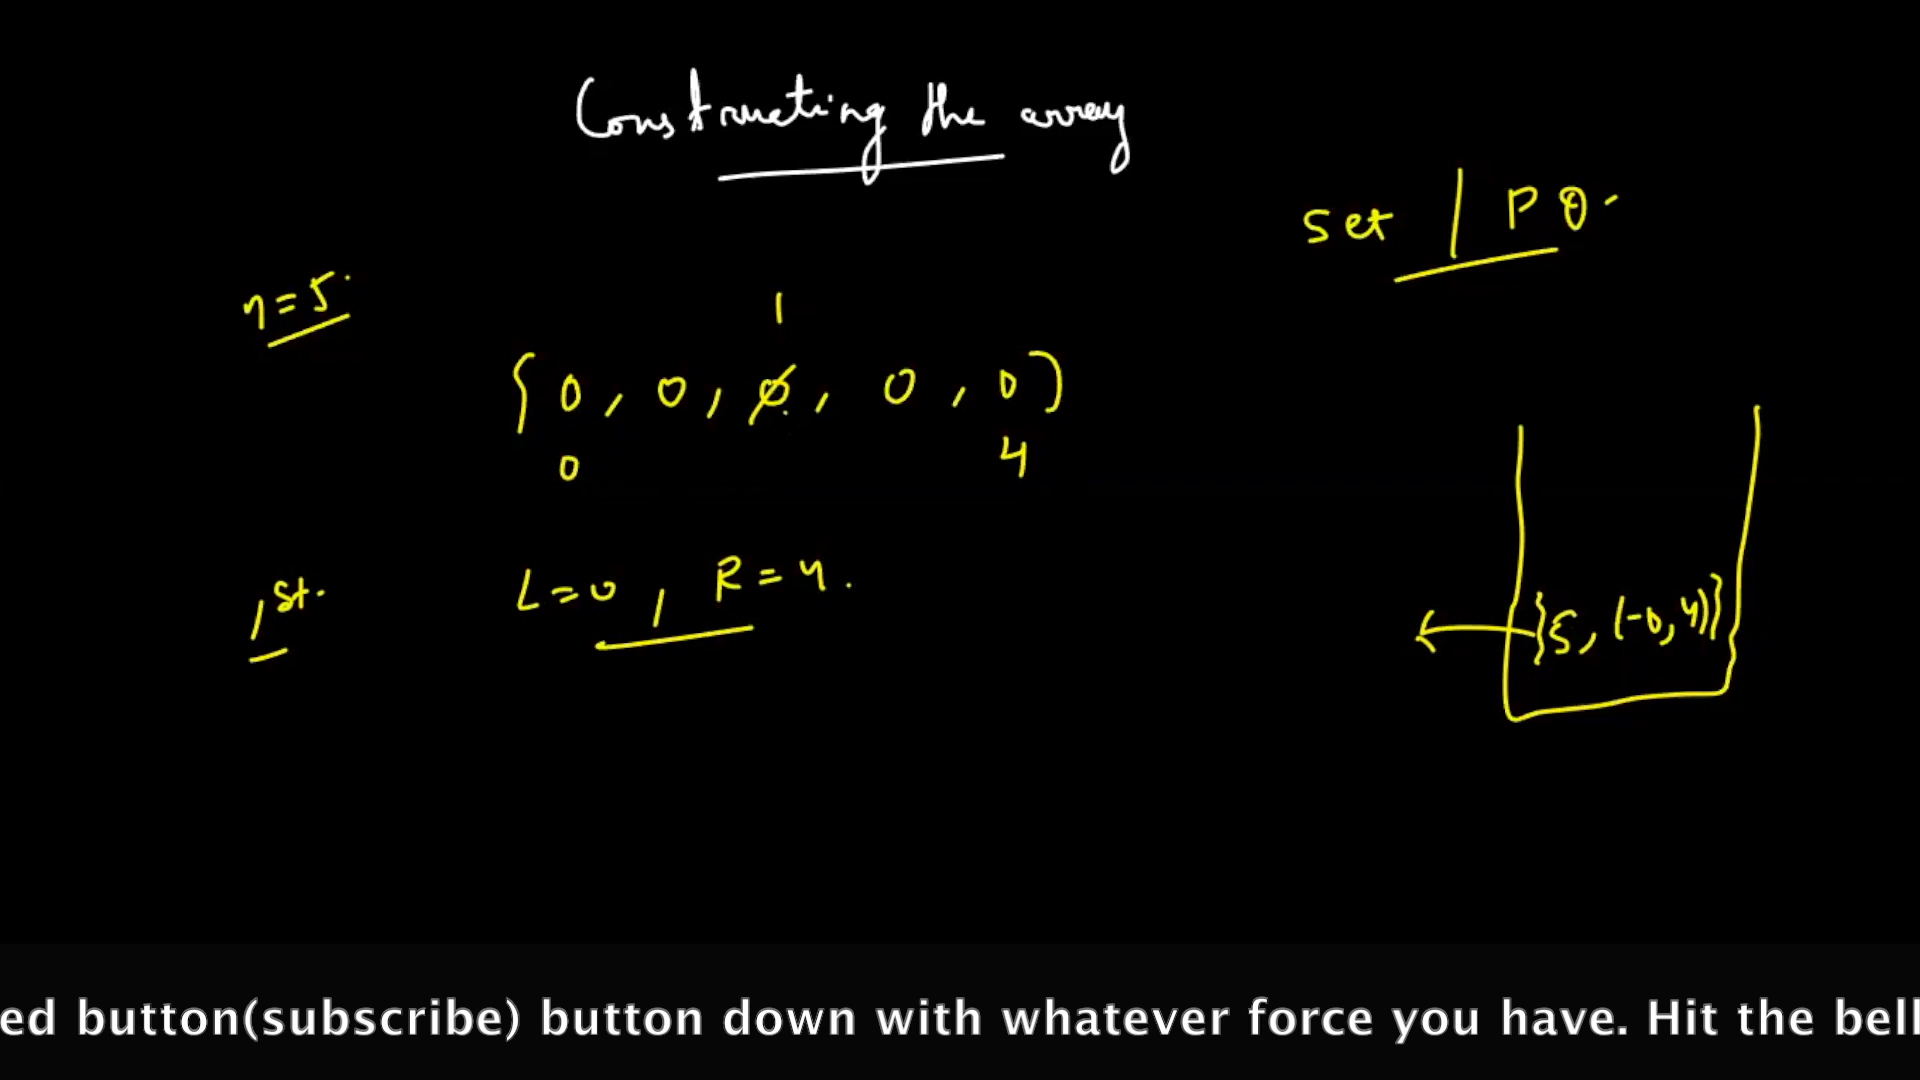 Constructing the array
set | PQ.
n=5.
1
{0, 0, 0, 0, 0}
0 4
1st. L=0, R=4.
{5, (-0,4)}
ed button(subscribe) button down with whatever force you have. Hit the bell